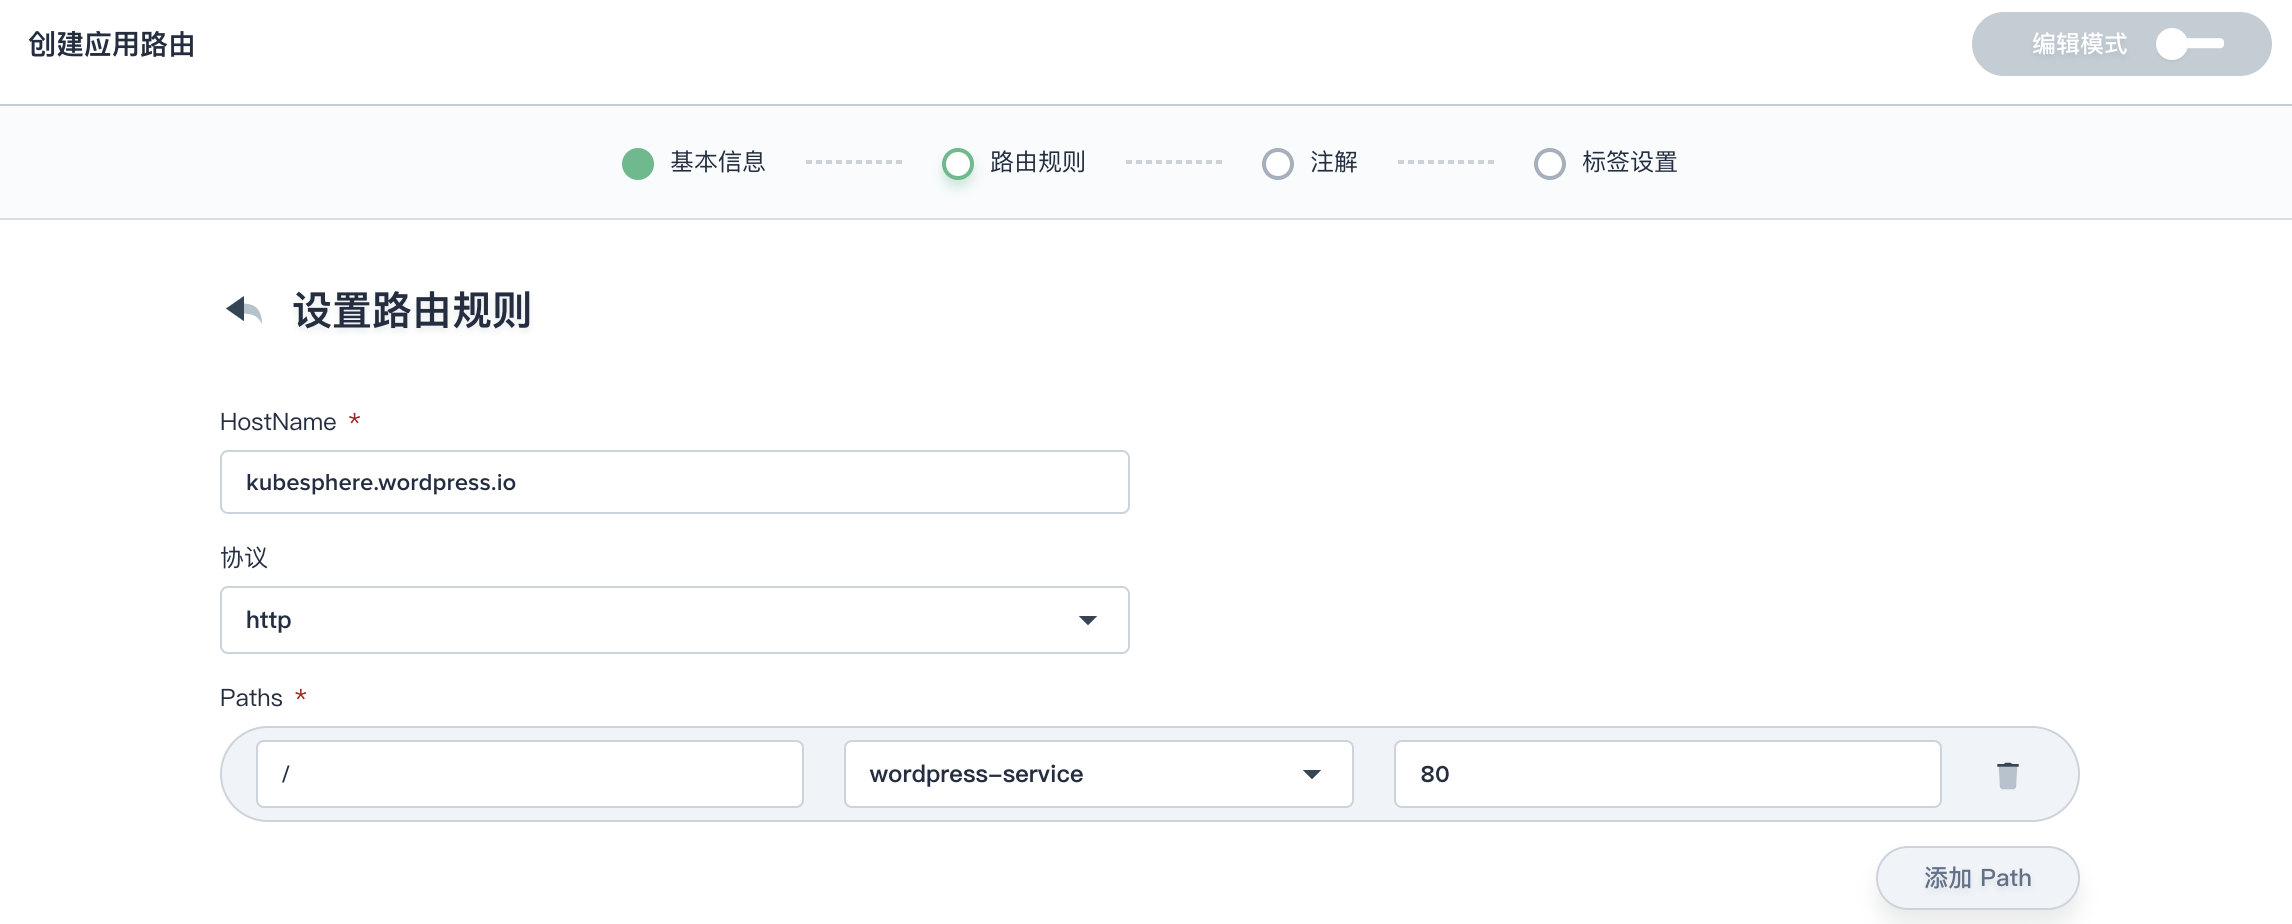 创建应用路由
编辑模式
基本信息
路由规则
注解
标签设置
设置路由规则
HostName *
kubesphere.wordpress.io
协议
http
Paths *
/
wordpress-service
80
添加 Path